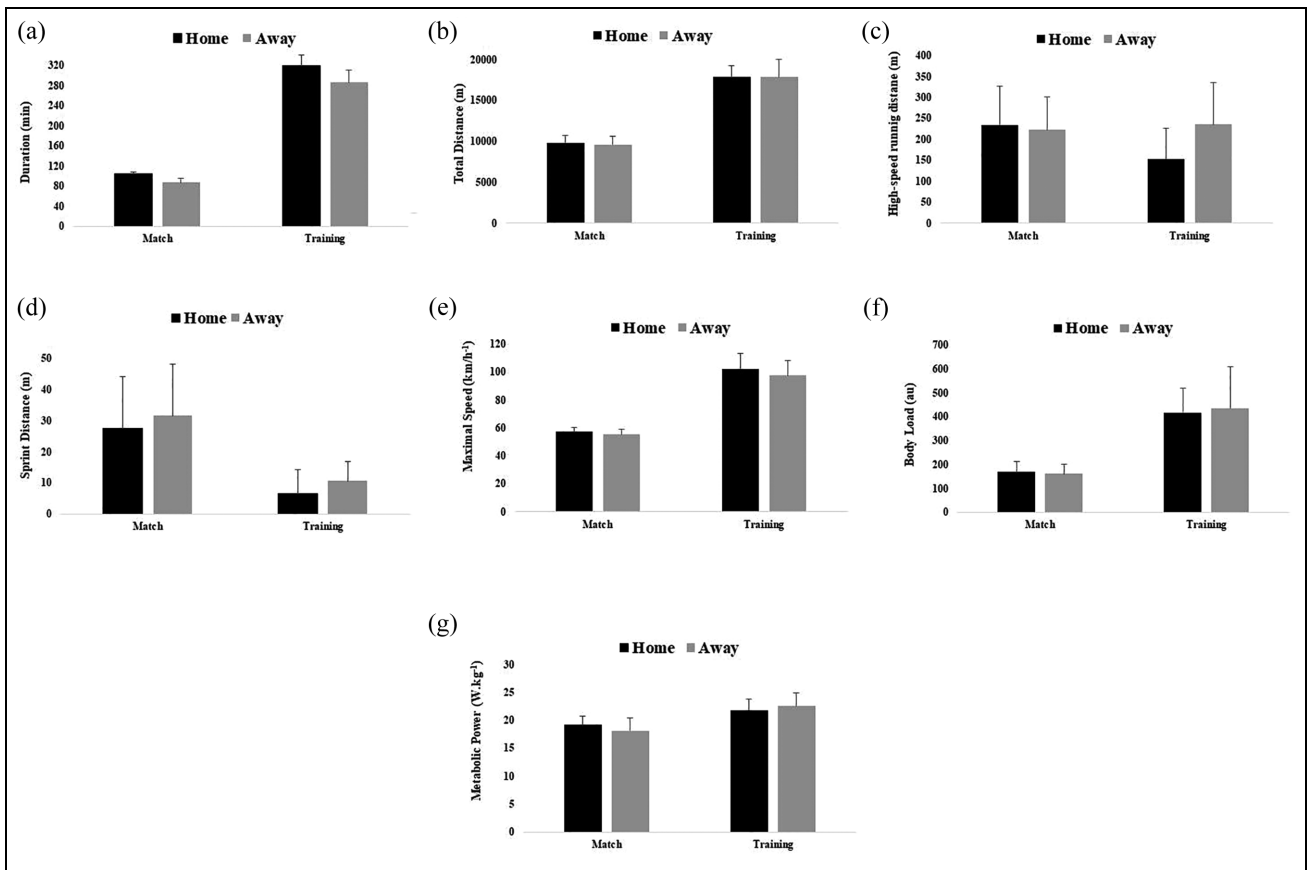 (a)
Home Away
Duration (min)
320
280
240
200
160
120
80
40
0
Match Training
(b)
Home Away
Total Distance (m)
20000
15000
10000
5000
0
Match Training
(c)
Home Away
High-speed runnig distane (m)
400
350
300
250
200
150
100
50
0
Match Training
(d)
Home Away
Sprint Distance (m)
50
40
30
20
10
0
Match Training
(e)
Home Away
Maximal Speed (km/h-1)
120
100
80
60
40
20
0
Match Training
(f)
Home Away
Body Load (au)
700
600
500
400
300
200
100
0
Match Training
(g)
Home Away
Metabolic Power (W.kg-1)
30
25
20
15
10
5
0
Match Training